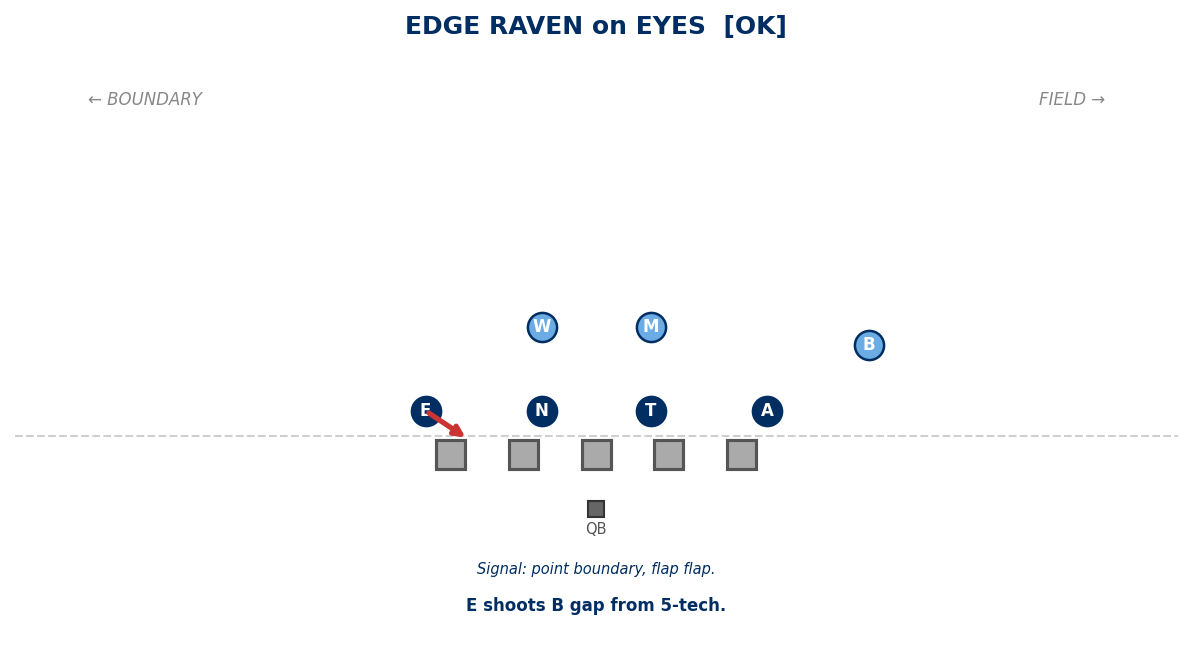 EDGE RAVEN on EYES [OK]
← BOUNDARY
FIELD →
W
M
B
E
N
T
A
QB
Signal: point boundary, flap flap.
E shoots B gap from 5-tech.